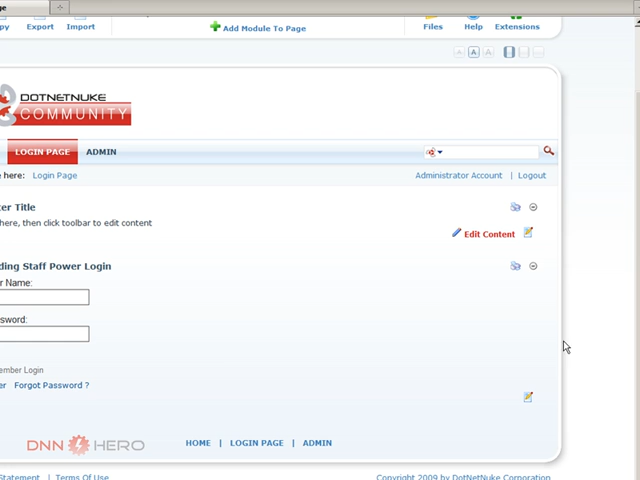 ge
py Export Import Add Module To Page Files Help Extensions
A A A
DOTNETNUKE
COMMUNITY
LOGIN PAGE ADMIN
e here: Login Page Administrator Account | Logout
ter Title
here, then click toolbar to edit content
Edit Content
ding Staff Power Login
r Name:
sword:
ember Login
er Forgot Password ?
DNN HERO HOME | LOGIN PAGE | ADMIN
Statement | Terms Of Use Copyright 2009 by DotNetNuke Corporation